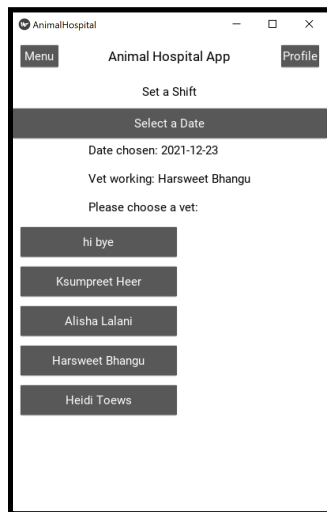 AnimalHospital
Menu Animal Hospital App Profile
Set a Shift
Select a Date
Date chosen: 2021-12-23
Vet working: Harsweet Bhangu
Please choose a vet:
hi bye
Ksumpreet Heer
Alisha Lalani
Harsweet Bhangu
Heidi Toews